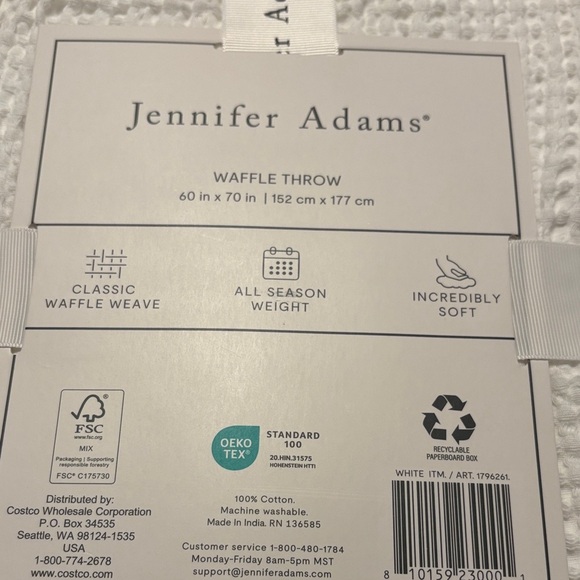 r Ac
Jennifer Adams®
WAFFLE THROW
60 in x 70 in | 152 cm x 177 cm
CLASSIC
WAFFLE WEAVE
ALL SEASON
WEIGHT
INCREDIBLY
SOFT
FSC
www.fsc.org
MIX
Packaging | Supporting
responsible forestry
FSC® C175730
OEKO
TEX®
STANDARD
100
20.HIN.31575
HOHENSTEIN HTTI
RECYCLABLE
PAPERBOARD BOX
WHITE ITM. / ART. 1796261
Distributed by:
Costco Wholesale Corporation
P.O. Box 34535
Seattle, WA 98124-1535
USA
1-800-774-2678
www.costco.com
100% Cotton.
Machine washable.
Made In India. RN 136585
Customer service 1-800-480-1784
Monday-Friday 8am-5pm MST
support@jenniferadams.com
8 10159 23000 1